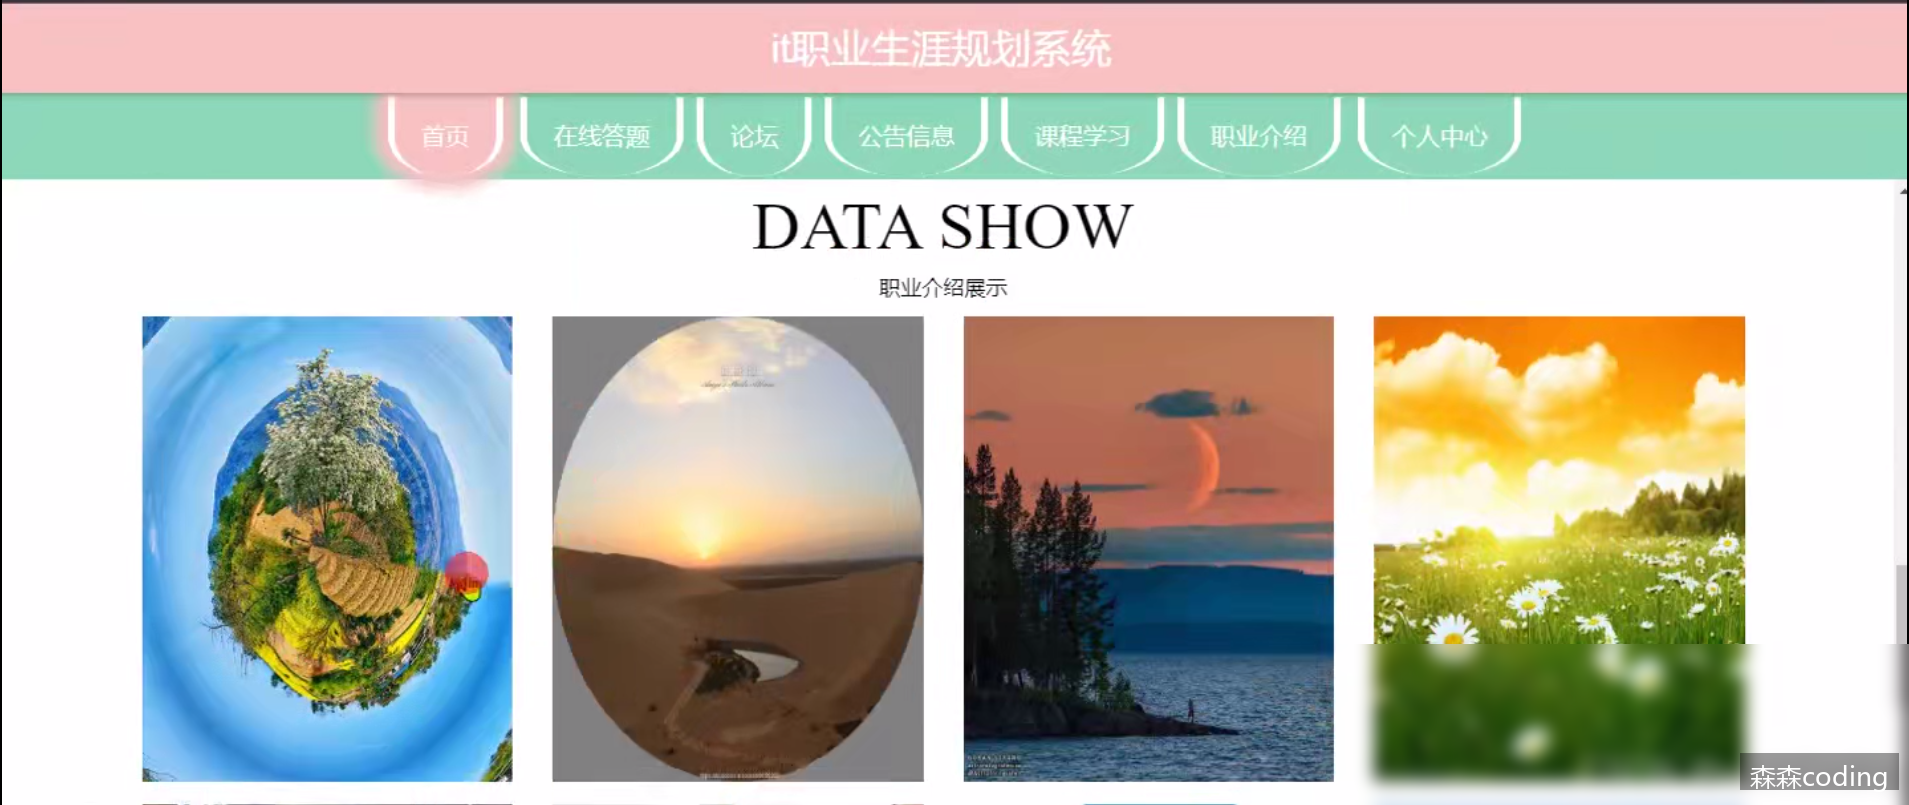 it职业生涯规划系统
首页 在线答题 论坛 公告信息 课程学习 职业介绍 个人中心
DATA SHOW
职业介绍展示
森森coding